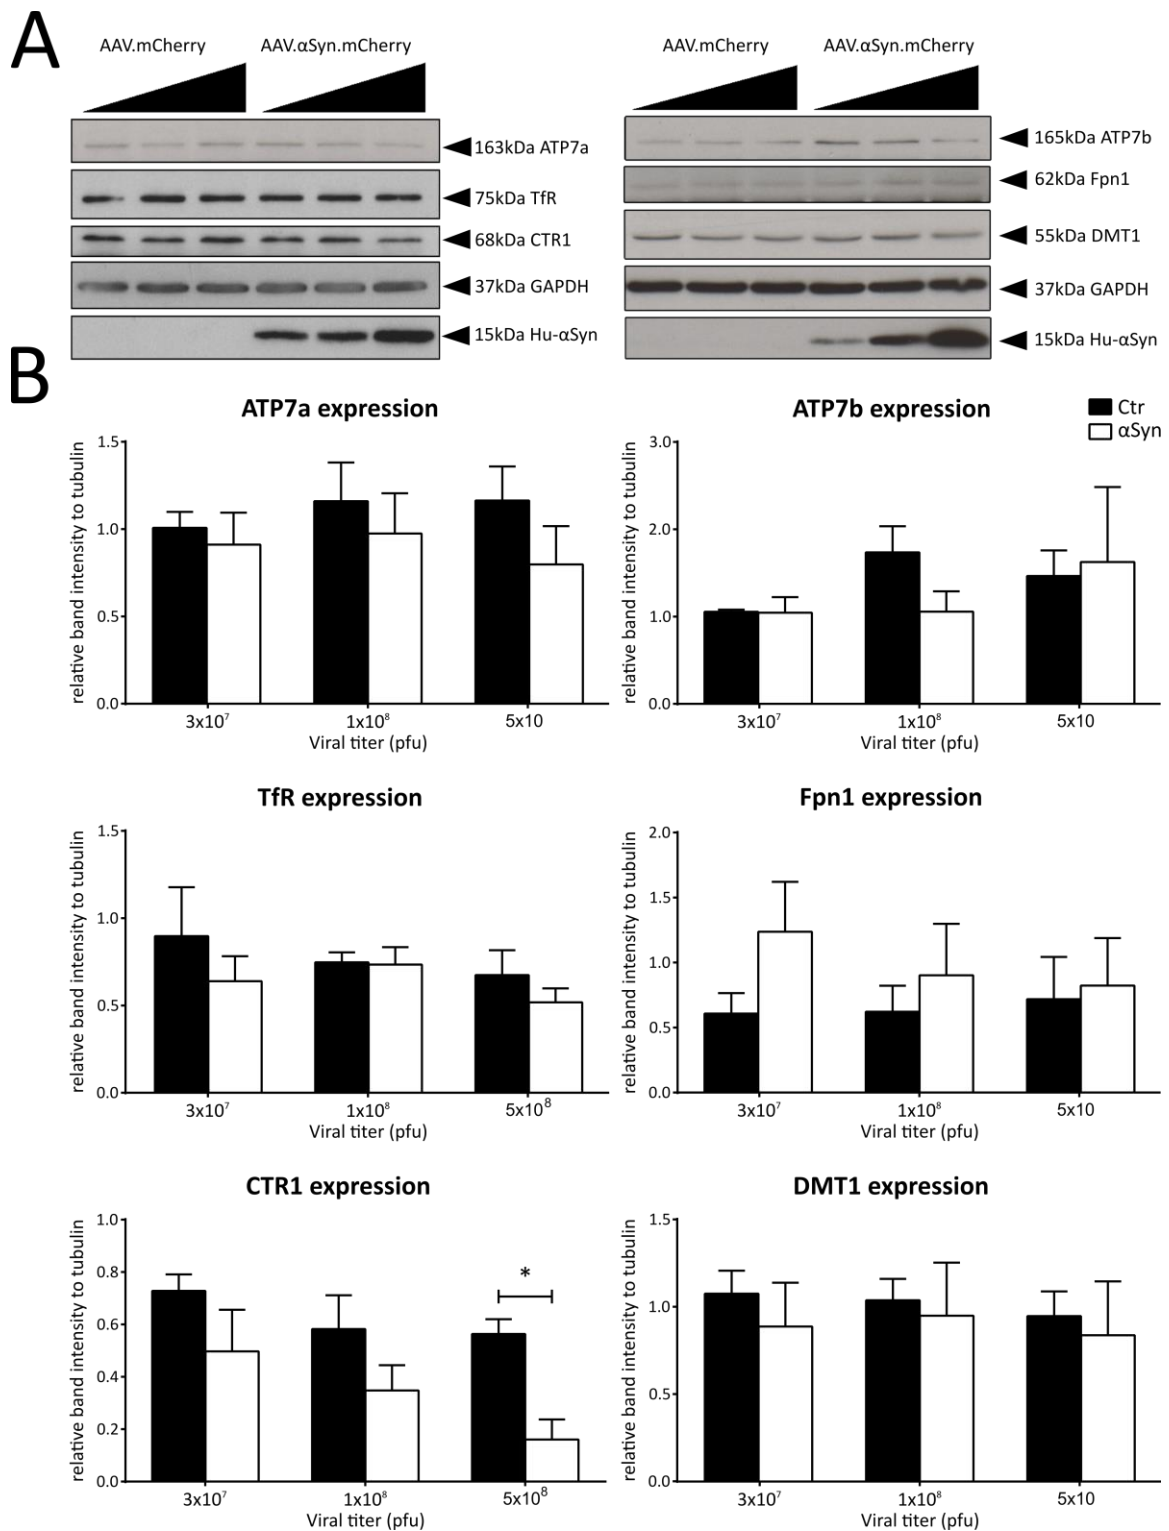 A
AAV.mCherry AAV.αSyn.mCherry
163kDa ATP7a
75kDa TfR
68kDa CTR1
37kDa GAPDH
15kDa Hu-αSyn
AAV.mCherry AAV.αSyn.mCherry
165kDa ATP7b
62kDa Fpn1
55kDa DMT1
37kDa GAPDH
15kDa Hu-αSyn
B
ATP7a expression
relative band intensity to tubulin
1.5
1.0
0.5
0.0
3x10⁷ 1x10⁸ 5x10
Viral titer (pfu)
ATP7b expression
Ctr
αSyn
relative band intensity to tubulin
3.0
2.0
1.0
0.0
3x10⁷ 1x10⁸ 5x10
Viral titer (pfu)
TfR expression
relative band intensity to tubulin
1.5
1.0
0.5
0.0
3x10⁷ 1x10⁸ 5x10⁸
Viral titer (pfu)
Fpn1 expression
relative band intensity to tubulin
2.0
1.5
1.0
0.5
0.0
3x10⁷ 1x10⁸ 5x10
Viral titer (pfu)
CTR1 expression
relative band intensity to tubulin
1.0
0.8
0.6
0.4
0.2
0.0
*
3x10⁷ 1x10⁸ 5x10⁸
Viral titer (pfu)
DMT1 expression
relative band intensity to tubulin
1.5
1.0
0.5
0.0
3x10⁷ 1x10⁸ 5x10
Viral titer (pfu)